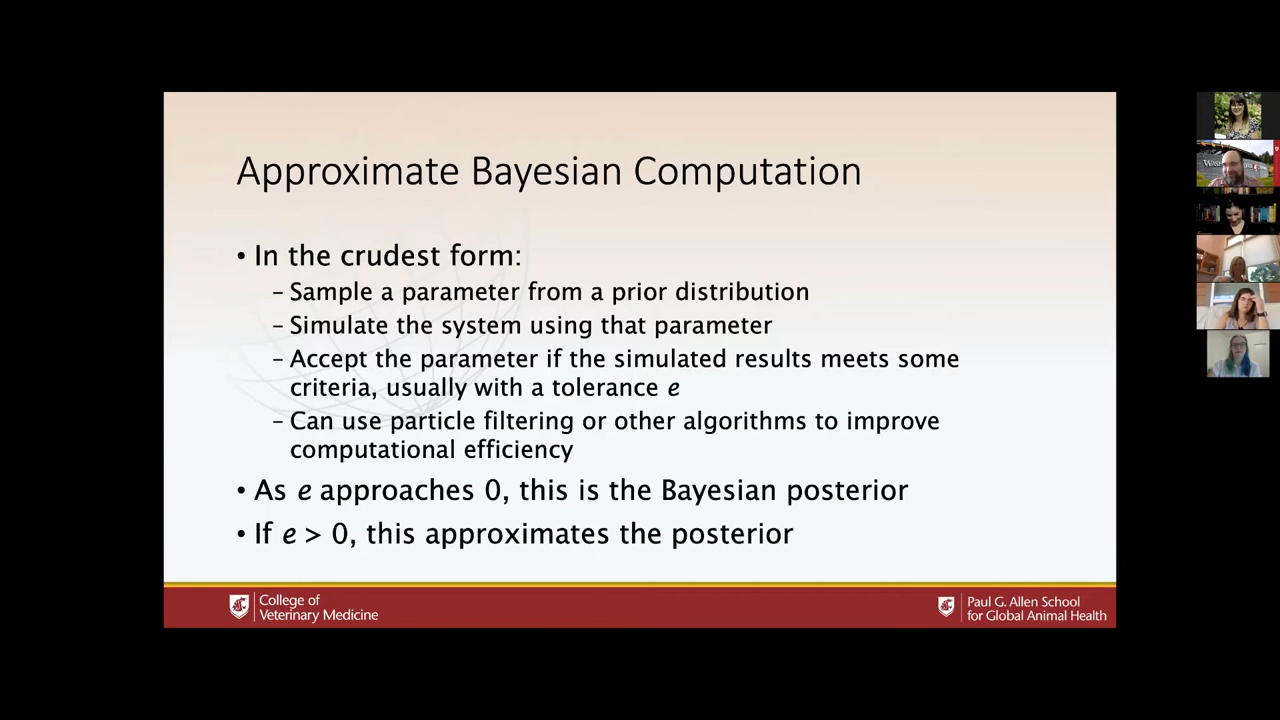 Approximate Bayesian Computation
• In the crudest form:
– Sample a parameter from a prior distribution
– Simulate the system using that parameter
– Accept the parameter if the simulated results meets some
criteria, usually with a tolerance e
– Can use particle filtering or other algorithms to improve
computational efficiency
• As e approaches 0, this is the Bayesian posterior
• If e > 0, this approximates the posterior
College of
Veterinary Medicine
Paul G. Allen School
for Global Animal Health